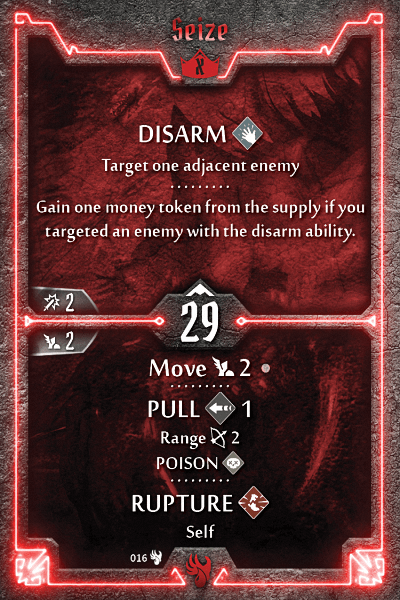 Seize
X
DISARM
Target one adjacent enemy
Gain one money token from the supply if you
targeted an enemy with the disarm ability.
2
29
2
Move 2
PULL 1
Range 2
POISON
RUPTURE
Self
016